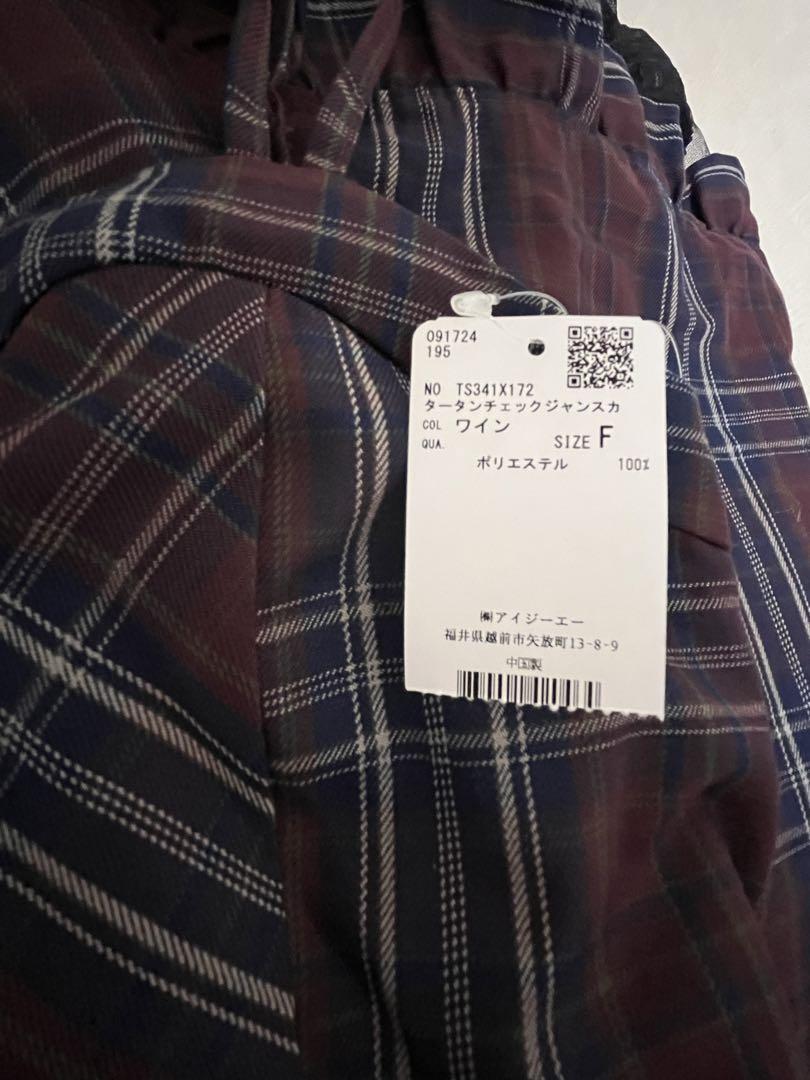 091724
195
NO TS341X172
タータンチェックジャンスカ
COL ワイン
QUA. SIZE F
ポリエステル 100%
㈱アイジーエー
福井県越前市矢放町13-8-9
中国製